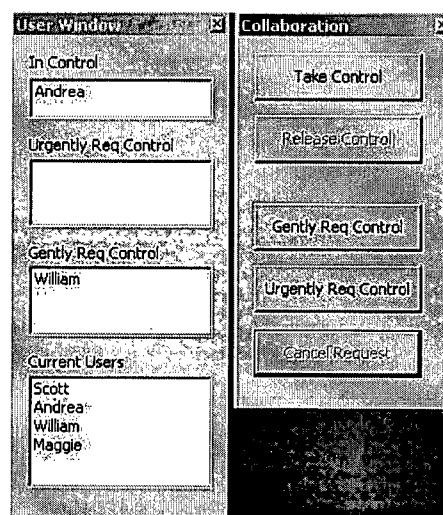 User Window
In Control
Andrea
Urgently Req Control
Gently Req Control
William
Current Users
Scott
Andrea
William
Maggie
Collaboration
Take Control
Release Control
Gently Req Control
Urgently Req Control
Cancel Request